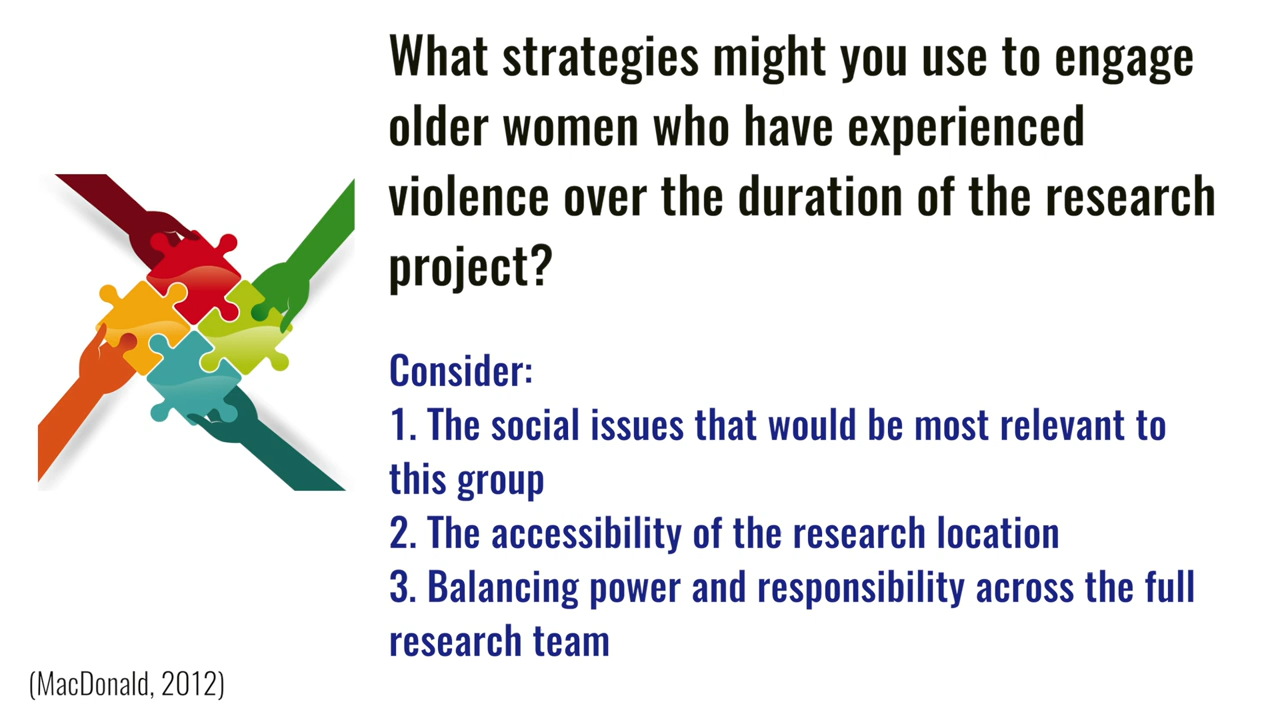 What strategies might you use to engage
older women who have experienced
violence over the duration of the research
project?
Consider:
1. The social issues that would be most relevant to
this group
2. The accessibility of the research location
3. Balancing power and responsibility across the full
research team
(MacDonald, 2012)